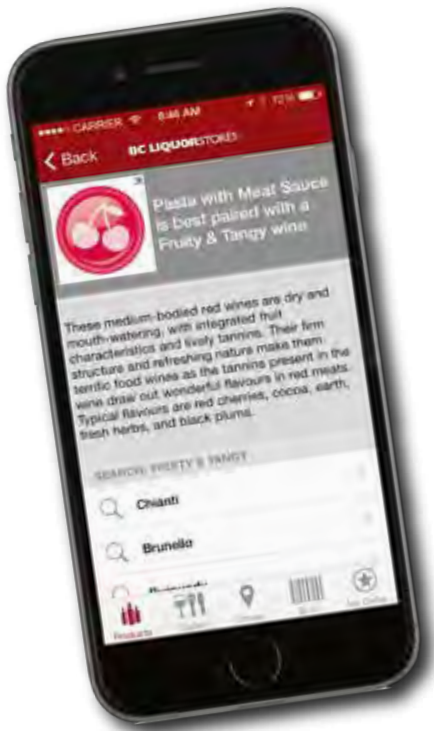 CARRIER 8:46 AM 72%
Back BC LIQUORSTORES
Pasta with Meat Sauce
is best paired with a
Fruity & Tangy wine
These medium-bodied red wines are dry and
mouth-watering, with integrated fruit
characteristics and lively tannins. Their firm
structure and refreshing nature make them
terrific food wines as the tannins present in the
wine draw out wonderful flavours in red meats.
Typical flavours are red cherries, cocoa, earth,
fresh herbs, and black plums.
SEARCH: FRUITY & TANGY
Chianti
Brunello
Products